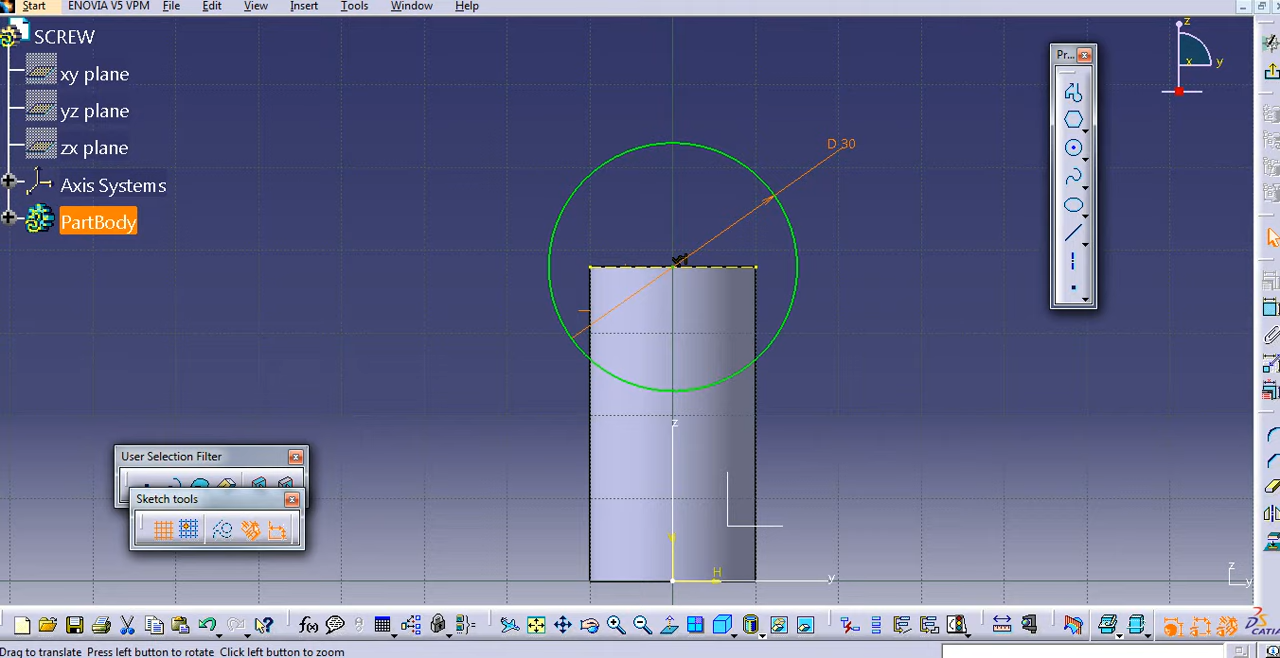 Start ENOVIA V5 VPM File Edit View Insert Tools Window Help
SCREW
xy plane
yz plane
zx plane
Axis Systems
PartBody
Pr...
z
x
y
D 30
z
H
y
User Selection Filter
Sketch tools
z
y
f(x)
CATIA
Drag to translate Press left button to rotate Click left button to zoom